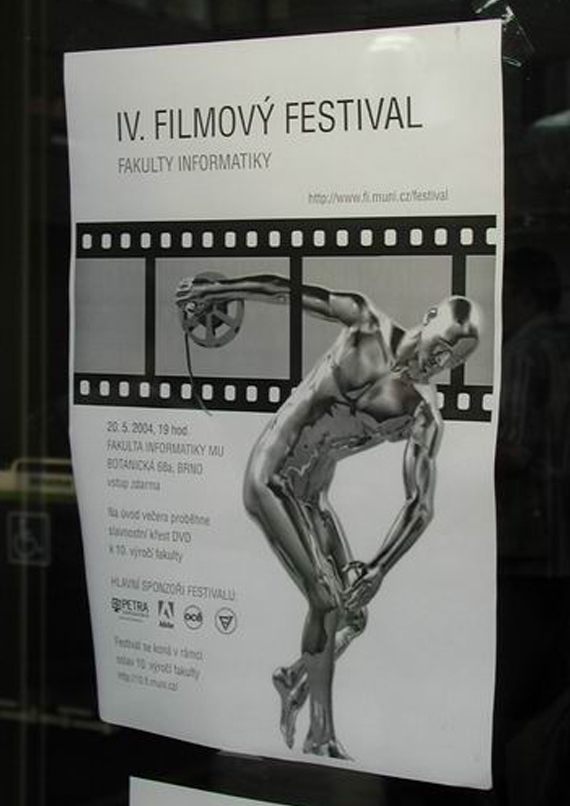 IV. FILMOVÝ FESTIVAL
FAKULTY INFORMATIKY
http://www.fi.muni.cz/festival
20. 5. 2004, 19 hod.
FAKULTA INFORMATIKY MU
BOTANICKÁ 68a, BRNO
vstup zdarma
Na úvod večera proběhne
slavnostní křest DVD
k 10. výročí fakulty
HLAVNÍ SPONZOŘI FESTIVALU:
PETRA
Adobe
océ
Festival se koná v rámci
oslav 10. výročí fakulty
http://10.fi.muni.cz/